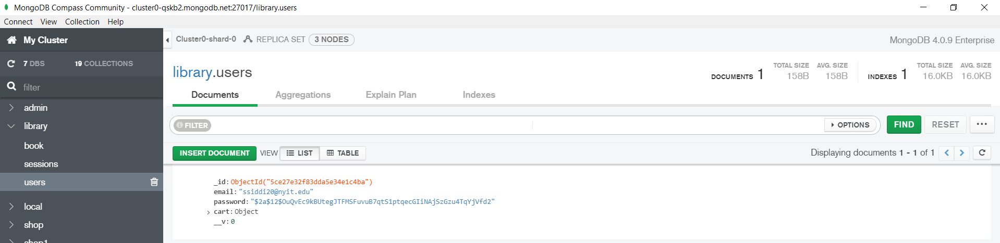 MongoDB Compass Community - cluster0-qskb2.mongodb.net:27017/library.users
Connect View Collection Help
My Cluster
7 DBS 19 COLLECTIONS
filter
admin
library
book
sessions
users
local
shop
shop1
Cluster0-shard-0 REPLICA SET 3 NODES
MongoDB 4.0.9 Enterprise
library.users
DOCUMENTS 1 TOTAL SIZE 158B AVG. SIZE 158B
INDEXES 1 TOTAL SIZE 16.0KB AVG. SIZE 16.0KB
Documents Aggregations Explain Plan Indexes
FILTER OPTIONS FIND RESET ...
INSERT DOCUMENT VIEW LIST TABLE Displaying documents 1 - 1 of 1
_id: ObjectId("5ce27e32f83dda5e34e1c4ba")
email: "ssiddi20@nyit.edu"
password: "$2a$12$OuQvEc9kBUtegJTFMSFuvuB7qtS1ptqecGIiNAjSzGzu4TqYjVfd2"
cart: Object
__v: 0